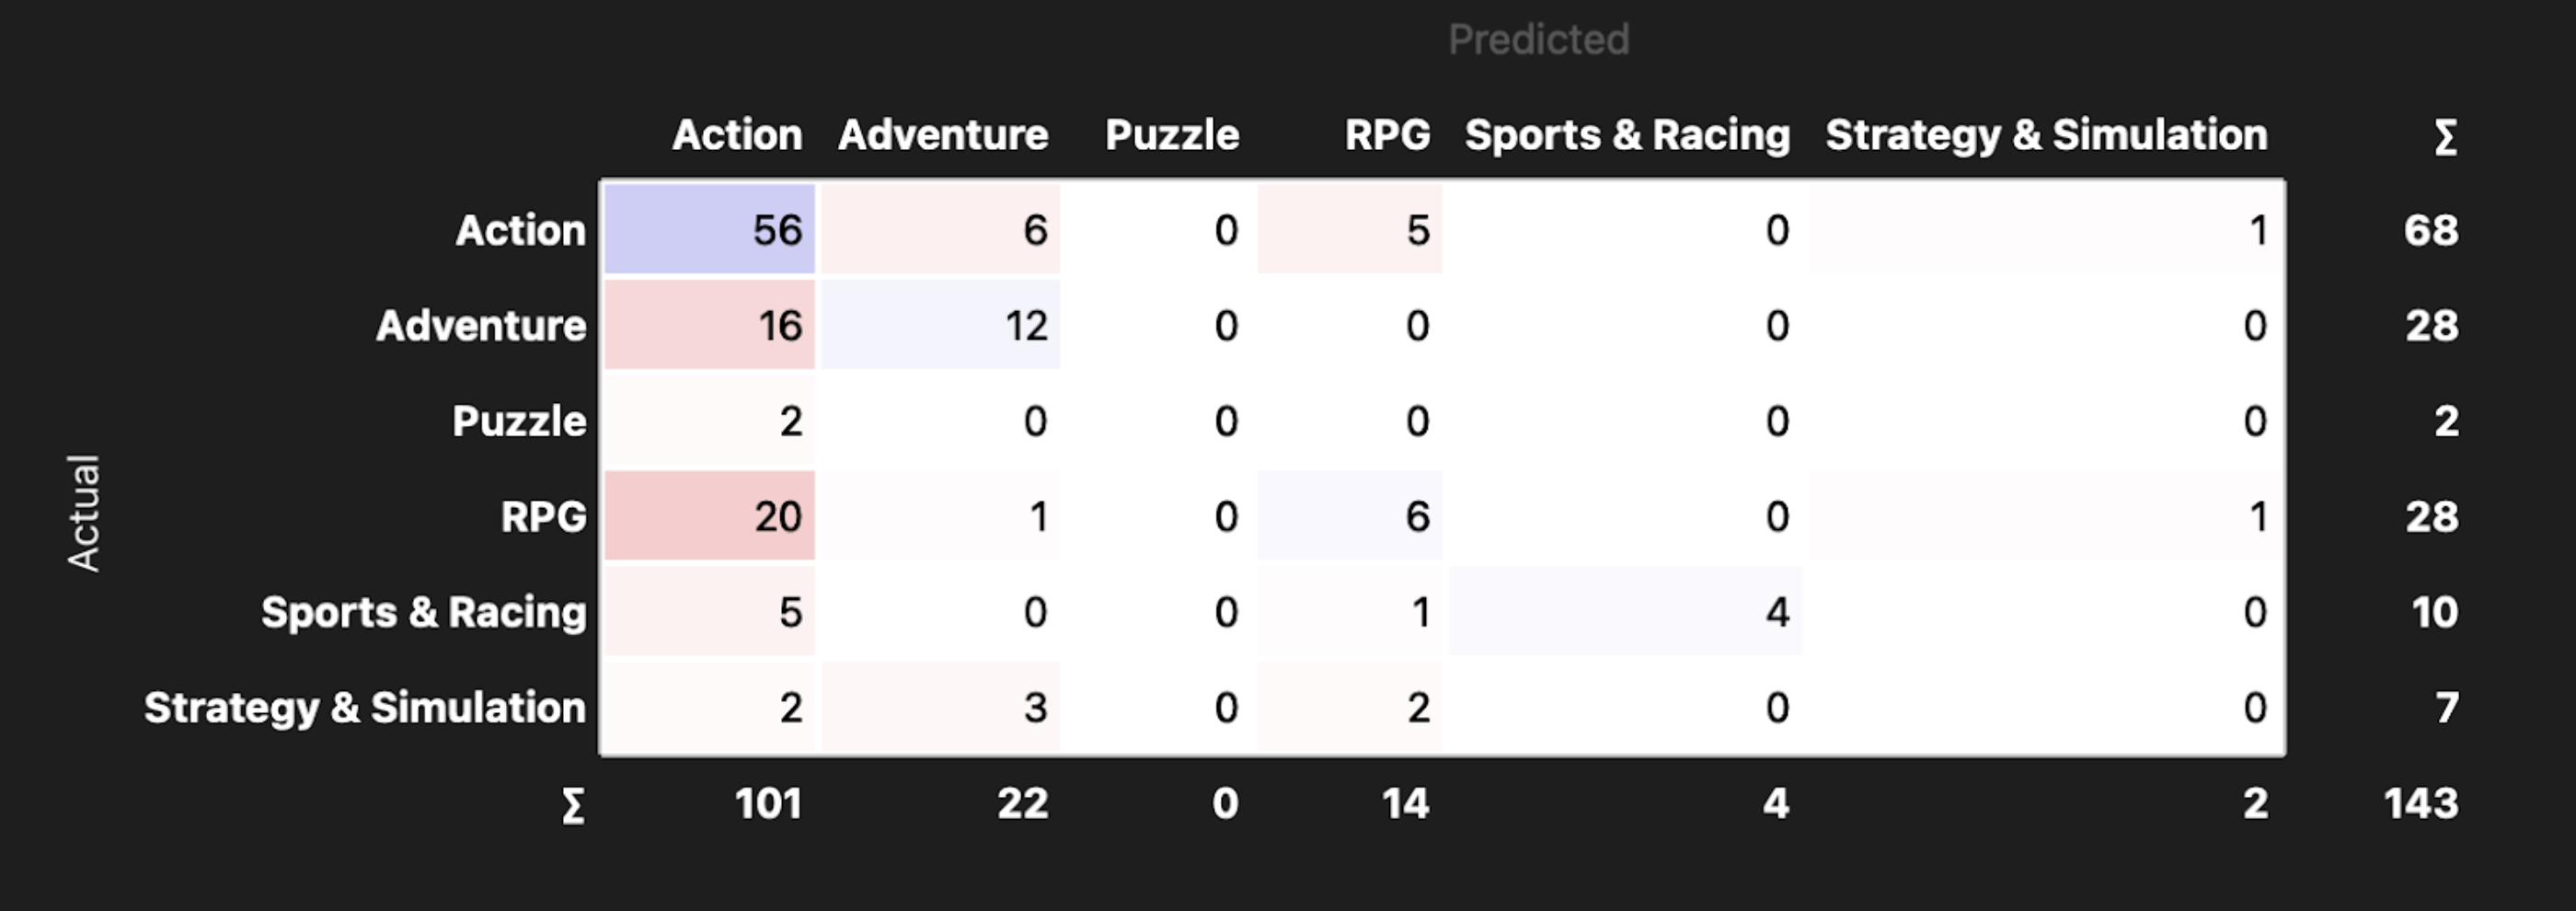 Predicted
Action Adventure Puzzle RPG Sports & Racing Strategy & Simulation Σ
Action 56 6 0 5 0 1 68
Adventure 16 12 0 0 0 0 28
Puzzle 2 0 0 0 0 0 2
Actual
RPG 20 1 0 6 0 1 28
Sports & Racing 5 0 0 1 4 0 10
Strategy & Simulation 2 3 0 2 0 0 7
Σ 101 22 0 14 4 2 143